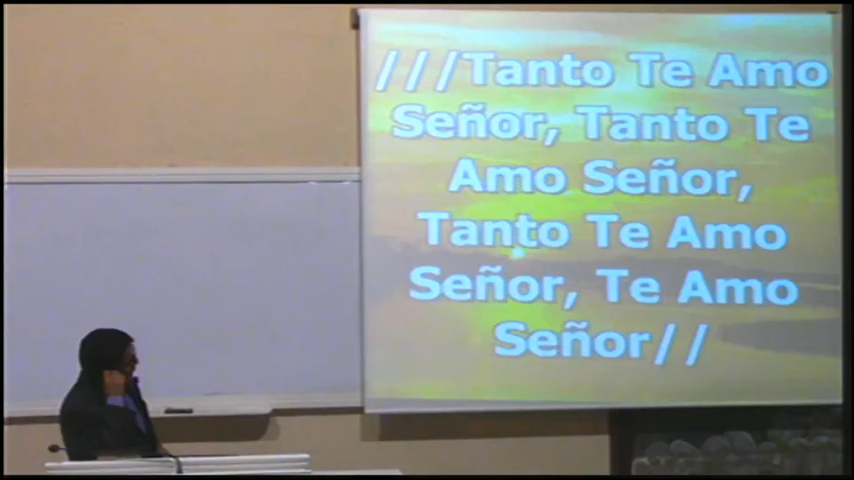 ///Tanto Te Amo
Señor, Tanto Te
Amo Señor,
Tanto Te Amo
Señor, Te Amo
Señor//